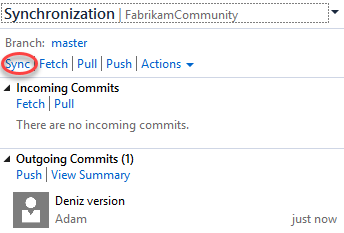 Synchronization | FabrikamCommunity
Branch: master
Sync | Fetch | Pull | Push | Actions
Incoming Commits
Fetch | Pull
There are no incoming commits.
Outgoing Commits (1)
Push | View Summary
Deniz version
Adam just now